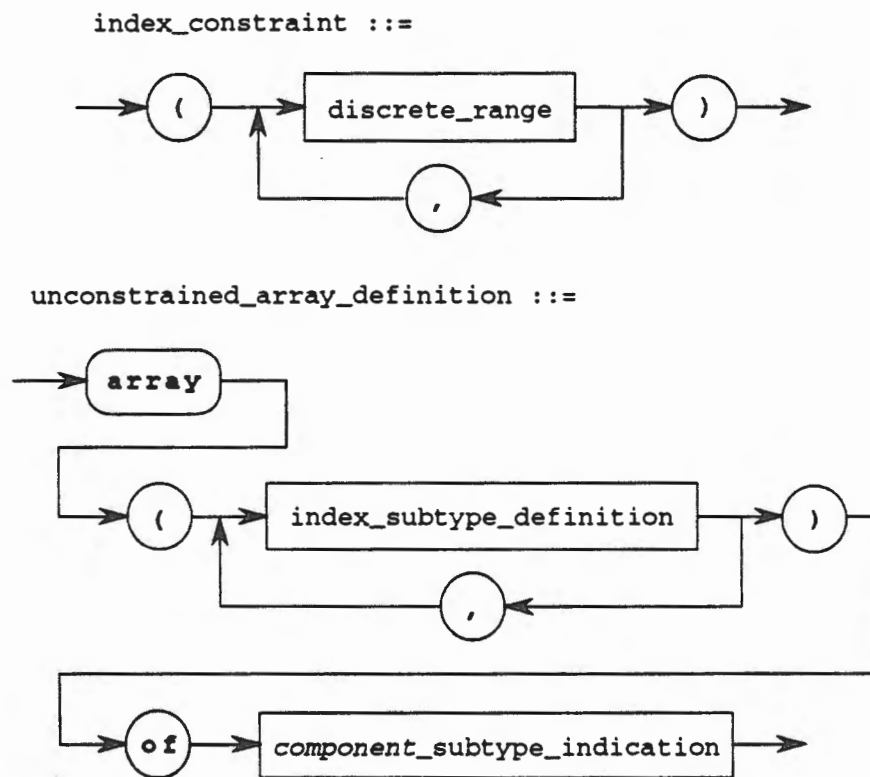 index_constraint ::=
( discrete_range )
,
unconstrained_array_definition ::=
array
( index_subtype_definition )
,
of component_subtype_indication